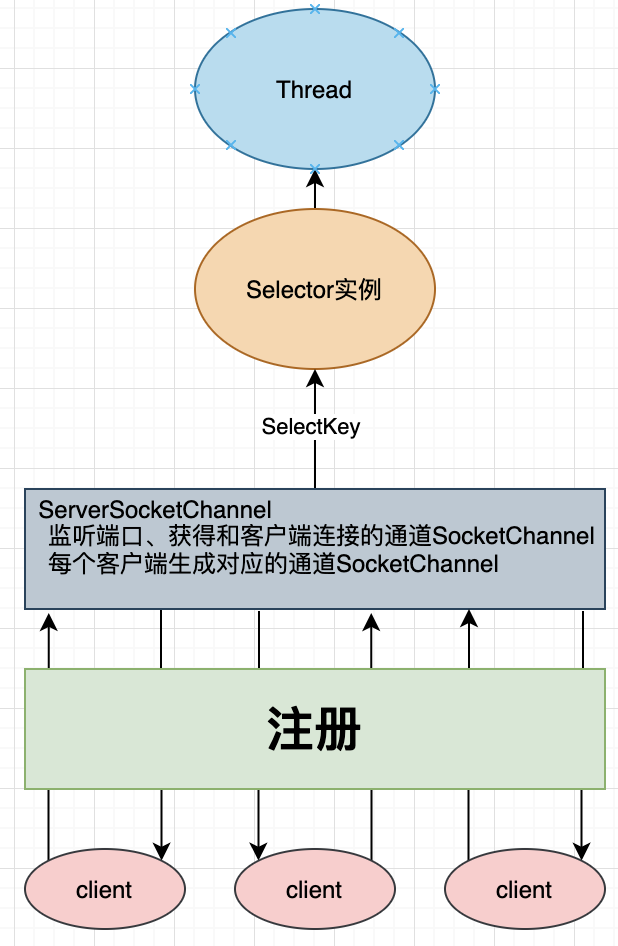 Thread
Selector实例
SelectKey
ServerSocketChannel
监听端口、获得和客户端连接的通道SocketChannel
每个客户端生成对应的通道SocketChannel
注册
client
client
client